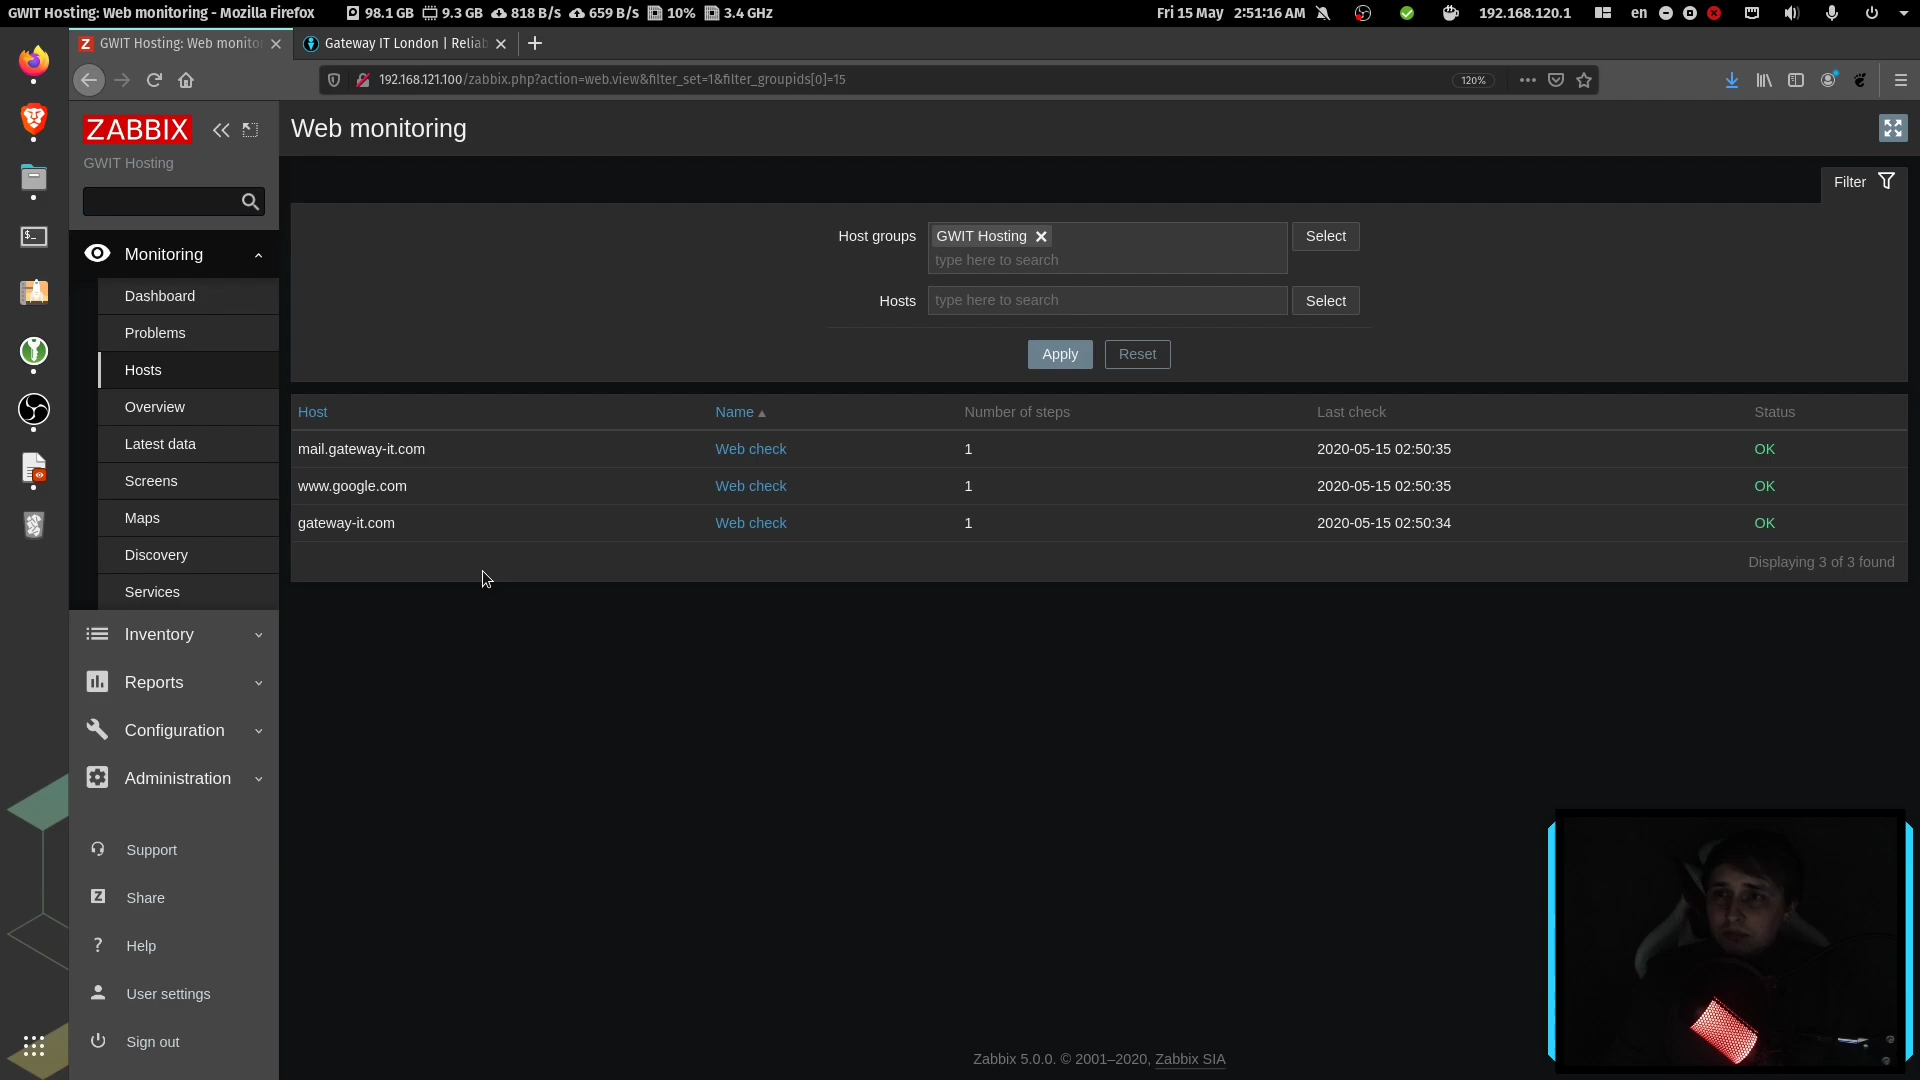 GWIT Hosting: Web monitoring - Mozilla Firefox 98.1 GB 9.3 GB 818 B/s 659 B/s 10% 3.4 GHz Fri 15 May 2:51:16 AM 192.168.120.1 en
GWIT Hosting: Web monitor Gateway IT London | Reliab
192.168.121.100/zabbix.php?action=web.view&filter_set=1&filter_groupids[0]=15 120%
ZABBIX
GWIT Hosting
Monitoring
Dashboard
Problems
Hosts
Overview
Latest data
Screens
Maps
Discovery
Services
Inventory
Reports
Configuration
Administration
Support
Share
Help
User settings
Sign out
Web monitoring
Filter
Host groups GWIT Hosting Select
type here to search
Hosts type here to search Select
Apply Reset
Host Name Number of steps Last check Status
mail.gateway-it.com Web check 1 2020-05-15 02:50:35 OK
www.google.com Web check 1 2020-05-15 02:50:35 OK
gateway-it.com Web check 1 2020-05-15 02:50:34 OK
Displaying 3 of 3 found
Zabbix 5.0.0. © 2001–2020, Zabbix SIA